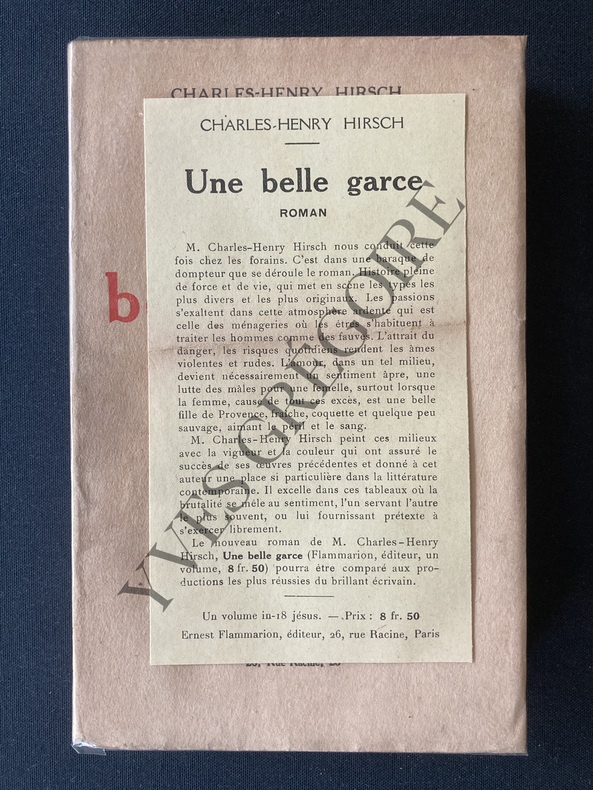 CHARLES-HENRY HIRSCH
CHARLES-HENRY HIRSCH
Une belle garce
ROMAN
M. Charles-Henry Hirsch nous conduit cette
fois chez les forains. C'est dans une baraque de
dompteur que se déroule le roman. Histoire pleine
de force et de vie, qui met en scène les types les
plus divers et les plus originaux. Les passions
s'exaltent dans cette atmosphère ardente qui est
celle des ménageries où les êtres s'habituent à
traiter les hommes comme des fauves. L'attrait du
danger, les risques quotidiens rendent les âmes
violentes et rudes. L'amour, dans un tel milieu,
devient nécessairement un sentiment âpre, une
lutte des mâles pour une femelle, surtout lorsque
la femme, cause de tous ces excès, est une belle
fille de Provence, fraîche, coquette et quelque peu
sauvage, aimant le péril et le sang.
M. Charles-Henry Hirsch peint ces milieux
avec la vigueur et la couleur qui ont assuré le
succès de ses œuvres précédentes et donné à cet
auteur une place si particulière dans la littérature
contemporaine. Il excelle dans ces tableaux où la
brutalité se mêle au sentiment, l'un servant l'autre
le plus souvent, ou lui fournissant prétexte à
s'exercer librement.
Le nouveau roman de M. Charles-Henry
Hirsch, Une belle garce (Flammarion, éditeur, un
volume, 8 fr. 50) pourra être comparé aux pro-
ductions les plus réussies du brillant écrivain.
Un volume in-18 jésus. — Prix : 8 fr. 50
Ernest Flammarion, éditeur, 26, rue Racine, Paris
b
26, Rue Racine, 26
YVES GRÉGOIRE